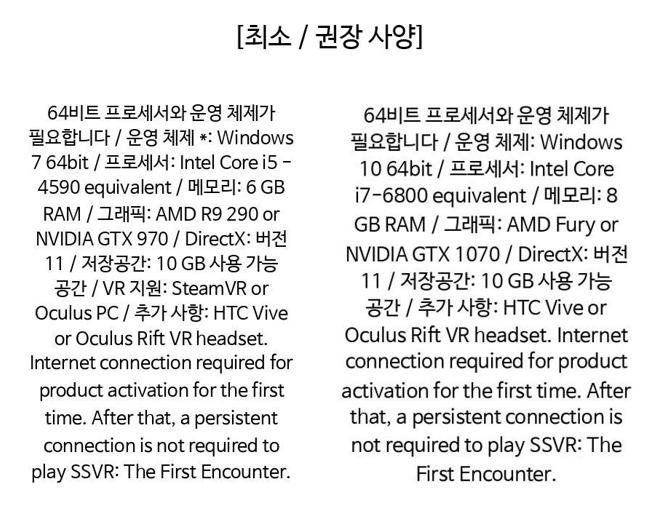 [최소 / 권장 사양]
64비트 프로세서와 운영 체제가
필요합니다 / 운영 체제 *: Windows
7 64bit / 프로세서: Intel Core i5 -
4590 equivalent / 메모리: 6 GB
RAM / 그래픽: AMD R9 290 or
NVIDIA GTX 970 / DirectX: 버전
11 / 저장공간: 10 GB 사용 가능
공간 / VR 지원: SteamVR or
Oculus PC / 추가 사항: HTC Vive
or Oculus Rift VR headset.
Internet connection required for
product activation for the first
time. After that, a persistent
connection is not required to
play SSVR: The First Encounter.
64비트 프로세서와 운영 체제가
필요합니다 / 운영 체제: Windows
10 64bit / 프로세서: Intel Core
i7-6800 equivalent / 메모리: 8
GB RAM / 그래픽: AMD Fury or
NVIDIA GTX 1070 / DirectX: 버전
11 / 저장공간: 10 GB 사용 가능
공간 / 추가 사항: HTC Vive or
Oculus Rift VR headset. Internet
connection required for product
activation for the first time. After
that, a persistent connection is
not required to play SSVR: The
First Encounter.